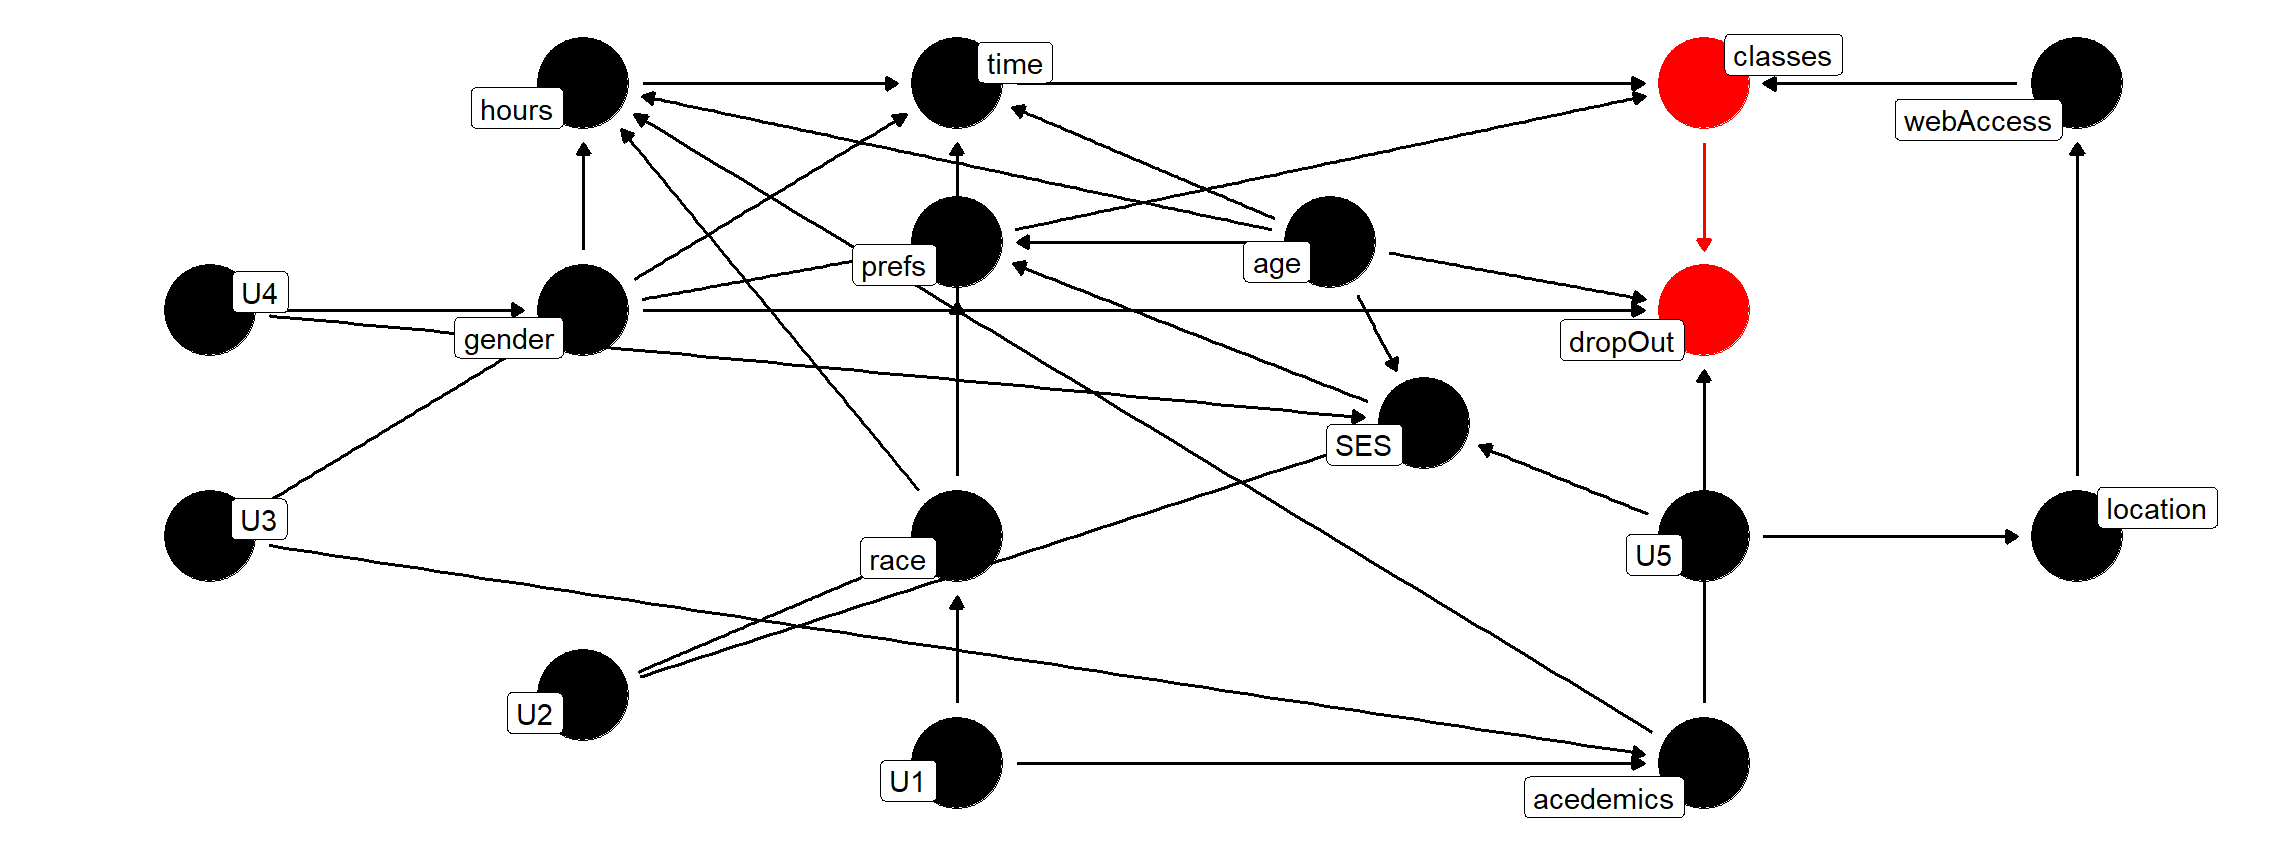 classes
time
hours
webAccess
prefs
age
U4
gender
dropOut
SES
U3
location
race
U5
U2
U1
acedemics